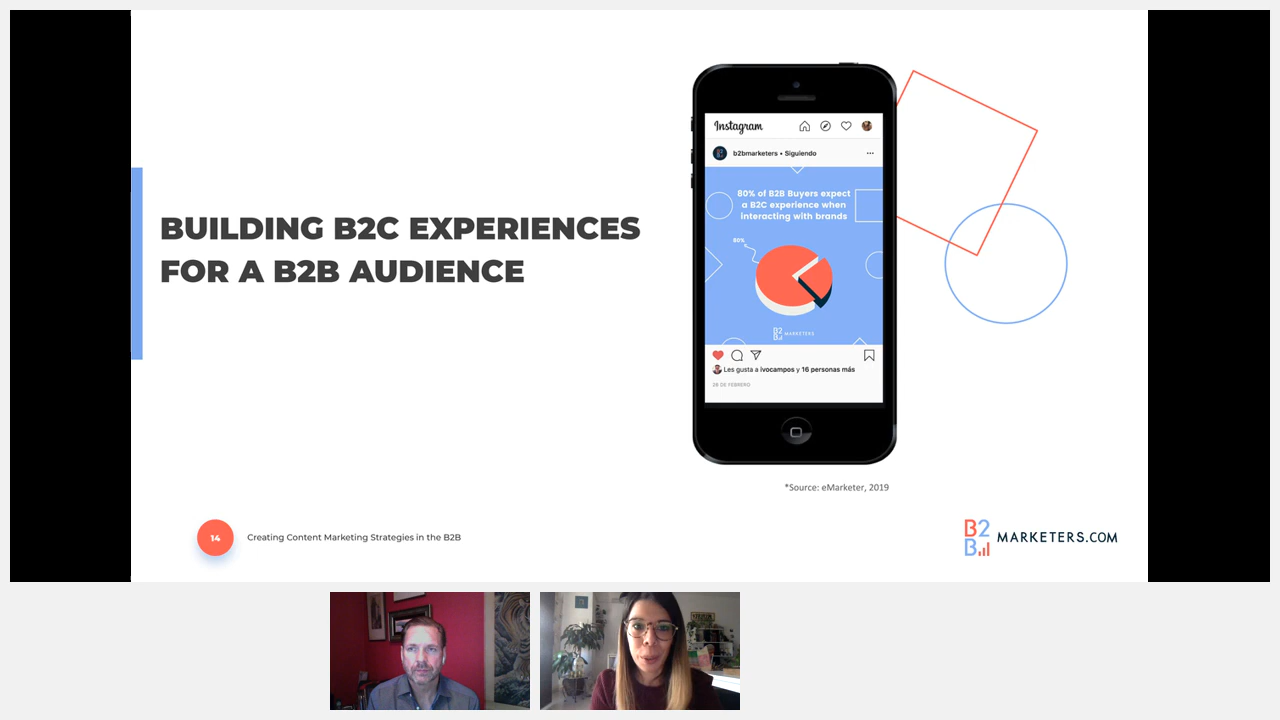 BUILDING B2C EXPERIENCES
FOR A B2B AUDIENCE
Instagram
b2bmarketers • Siguiendo
80% of B2B Buyers expect
a B2C experience when
interacting with brands
80%
B2B MARKETERS
Les gusta a ivocampos y 16 personas más
28 DE FEBRERO
*Source: eMarketer, 2019
14
Creating Content Marketing Strategies in the B2B
B2B MARKETERS.COM